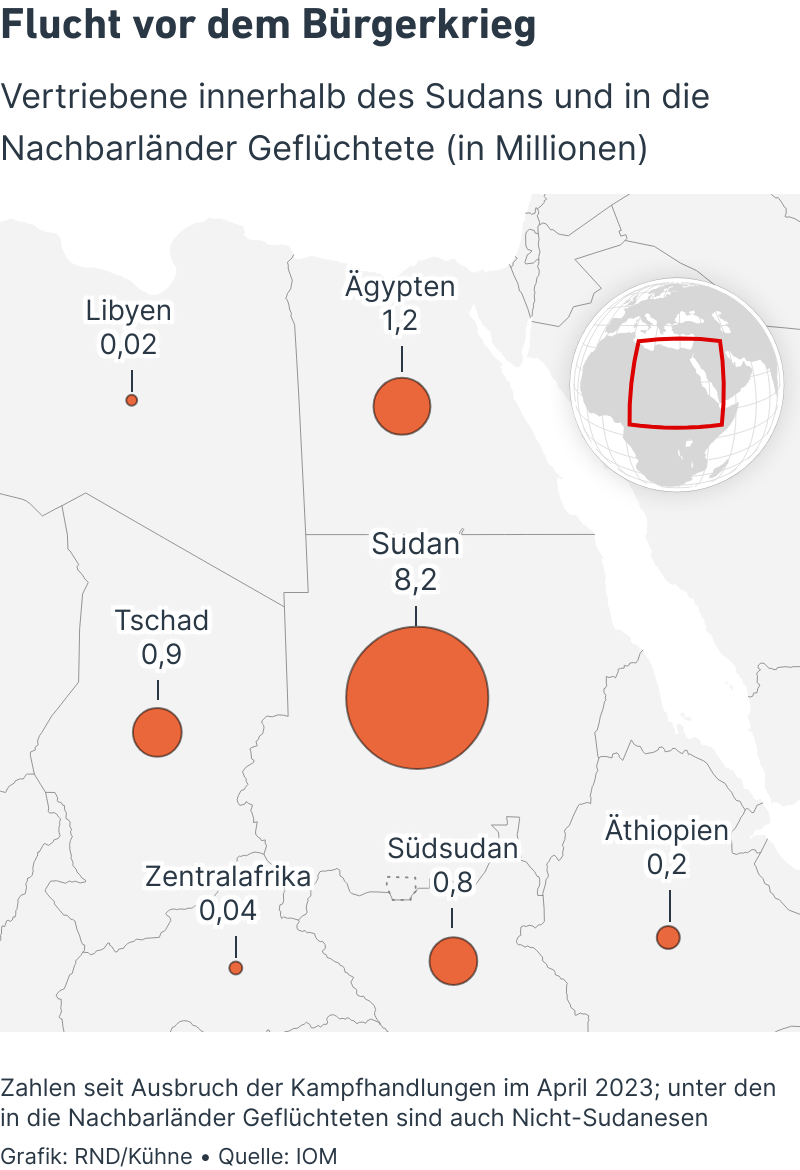 Flucht vor dem Bürgerkrieg
Vertriebene innerhalb des Sudans und in die
Nachbarländer Geflüchtete (in Millionen)
Ägypten
1,2
Libyen
0,02
Sudan
8,2
Tschad
0,9
Äthiopien
0,2
Südsudan
0,8
Zentralafrika
0,04
Zahlen seit Ausbruch der Kampfhandlungen im April 2023; unter den
in die Nachbarländer Geflüchteten sind auch Nicht-Sudanesen
Grafik: RND/Kühne • Quelle: IOM